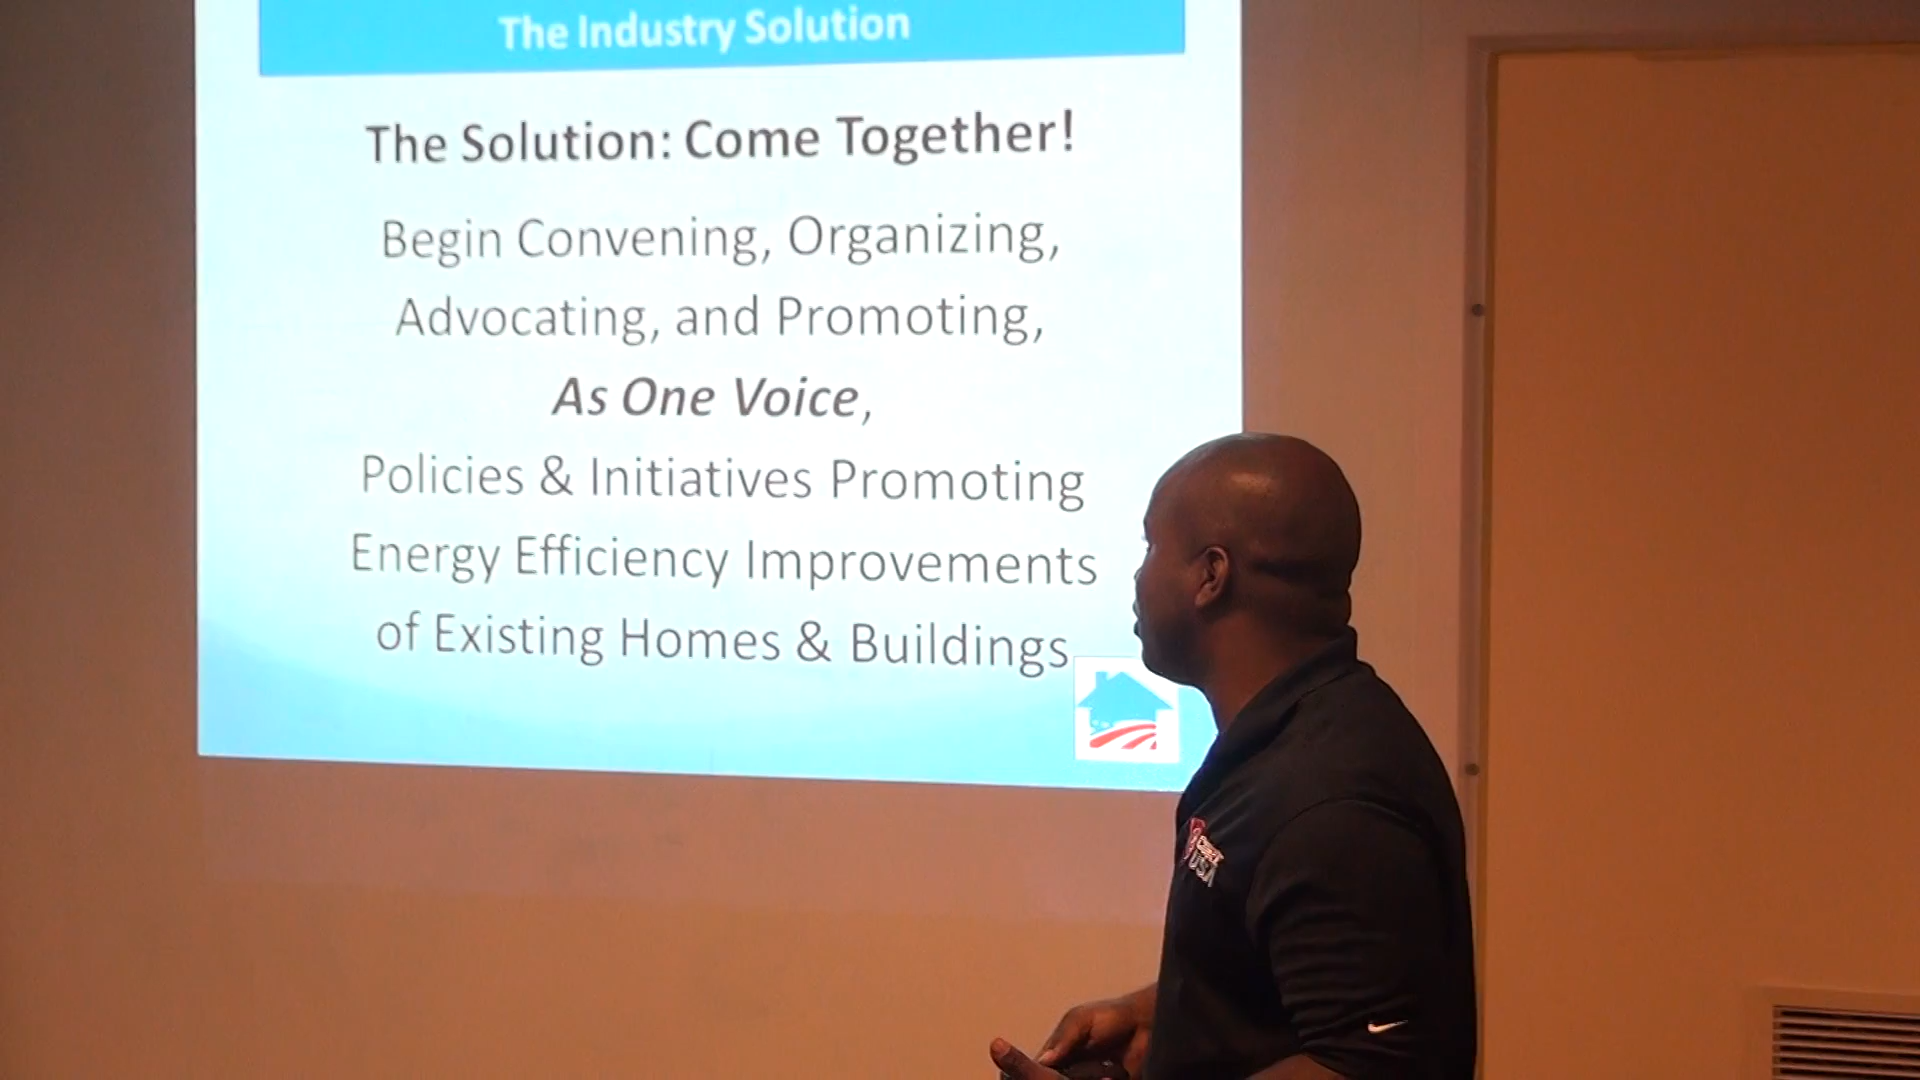 The Industry Solution
The Solution: Come Together!
Begin Convening, Organizing,
Advocating, and Promoting,
As One Voice,
Policies & Initiatives Promoting
Energy Efficiency Improvements
of Existing Homes & Buildings
USA